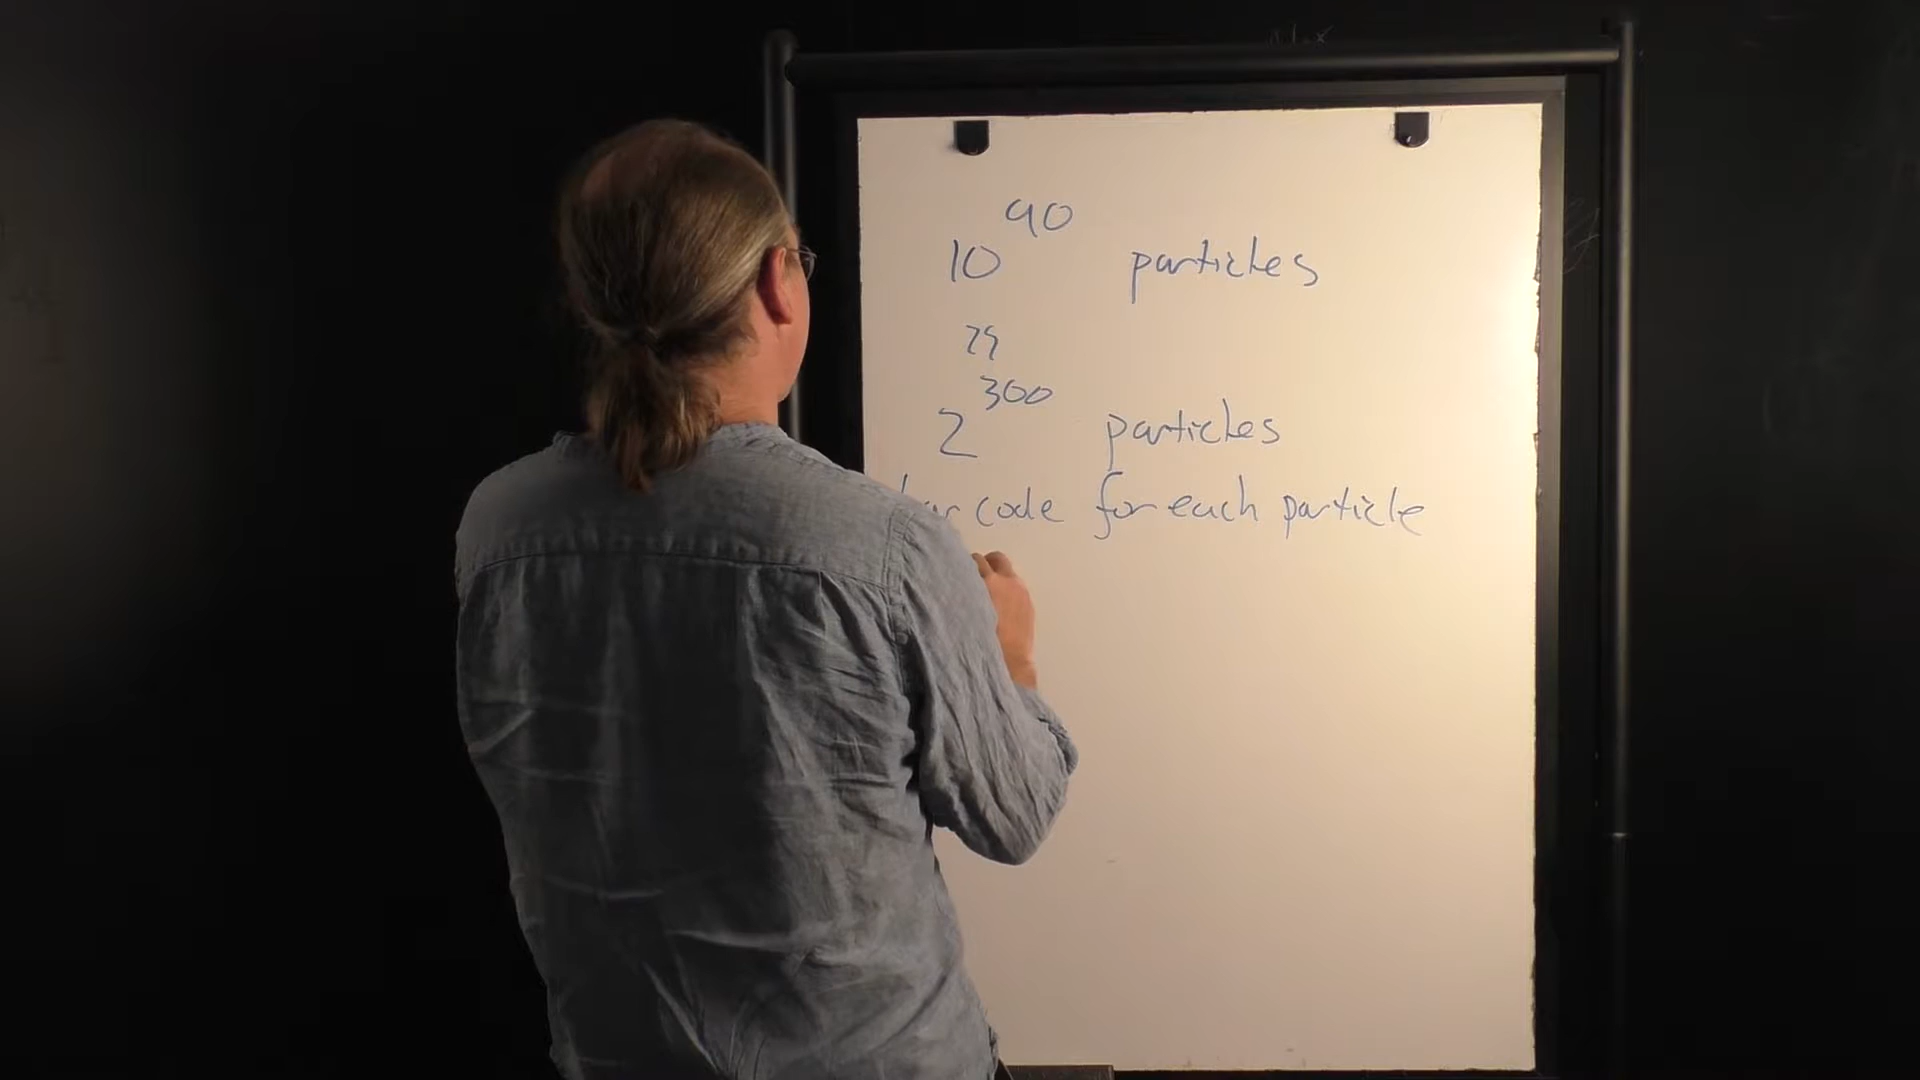 10^90 particles
2^300 particles
bar code for each particle